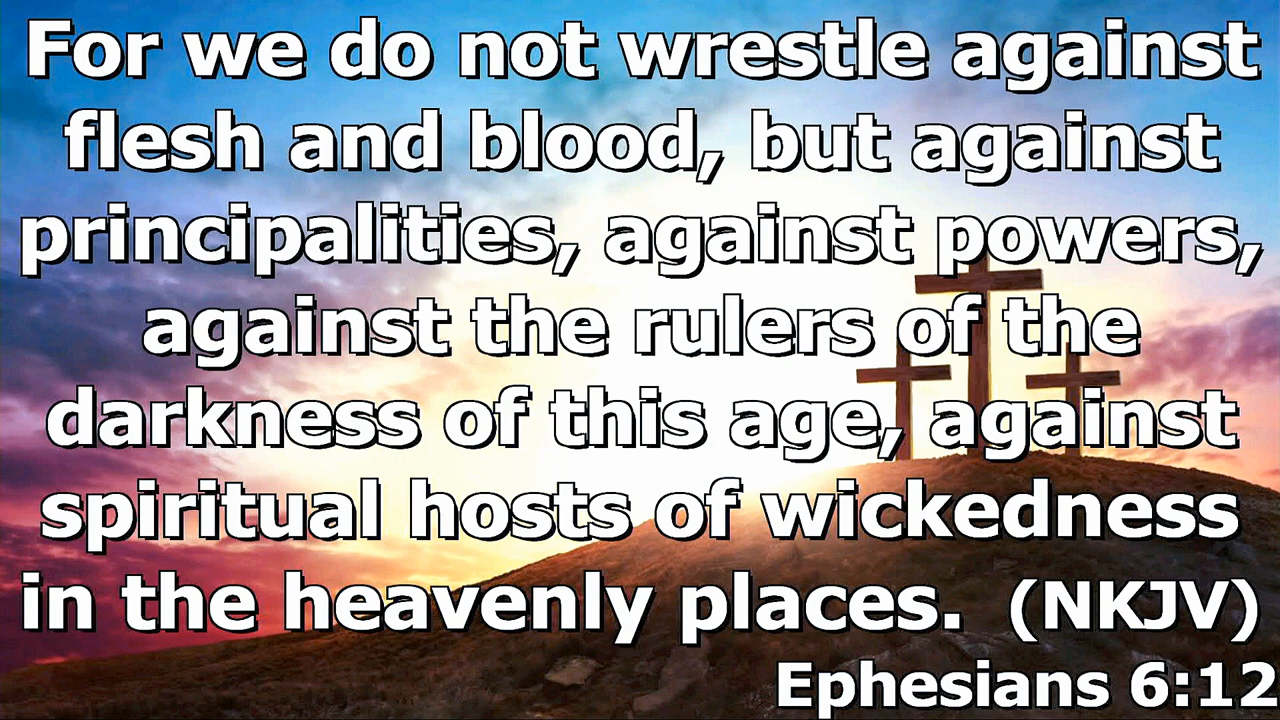 For we do not wrestle against
flesh and blood, but against
principalities, against powers,
against the rulers of the
darkness of this age, against
spiritual hosts of wickedness
in the heavenly places.  (NKJV)
Ephesians 6:12